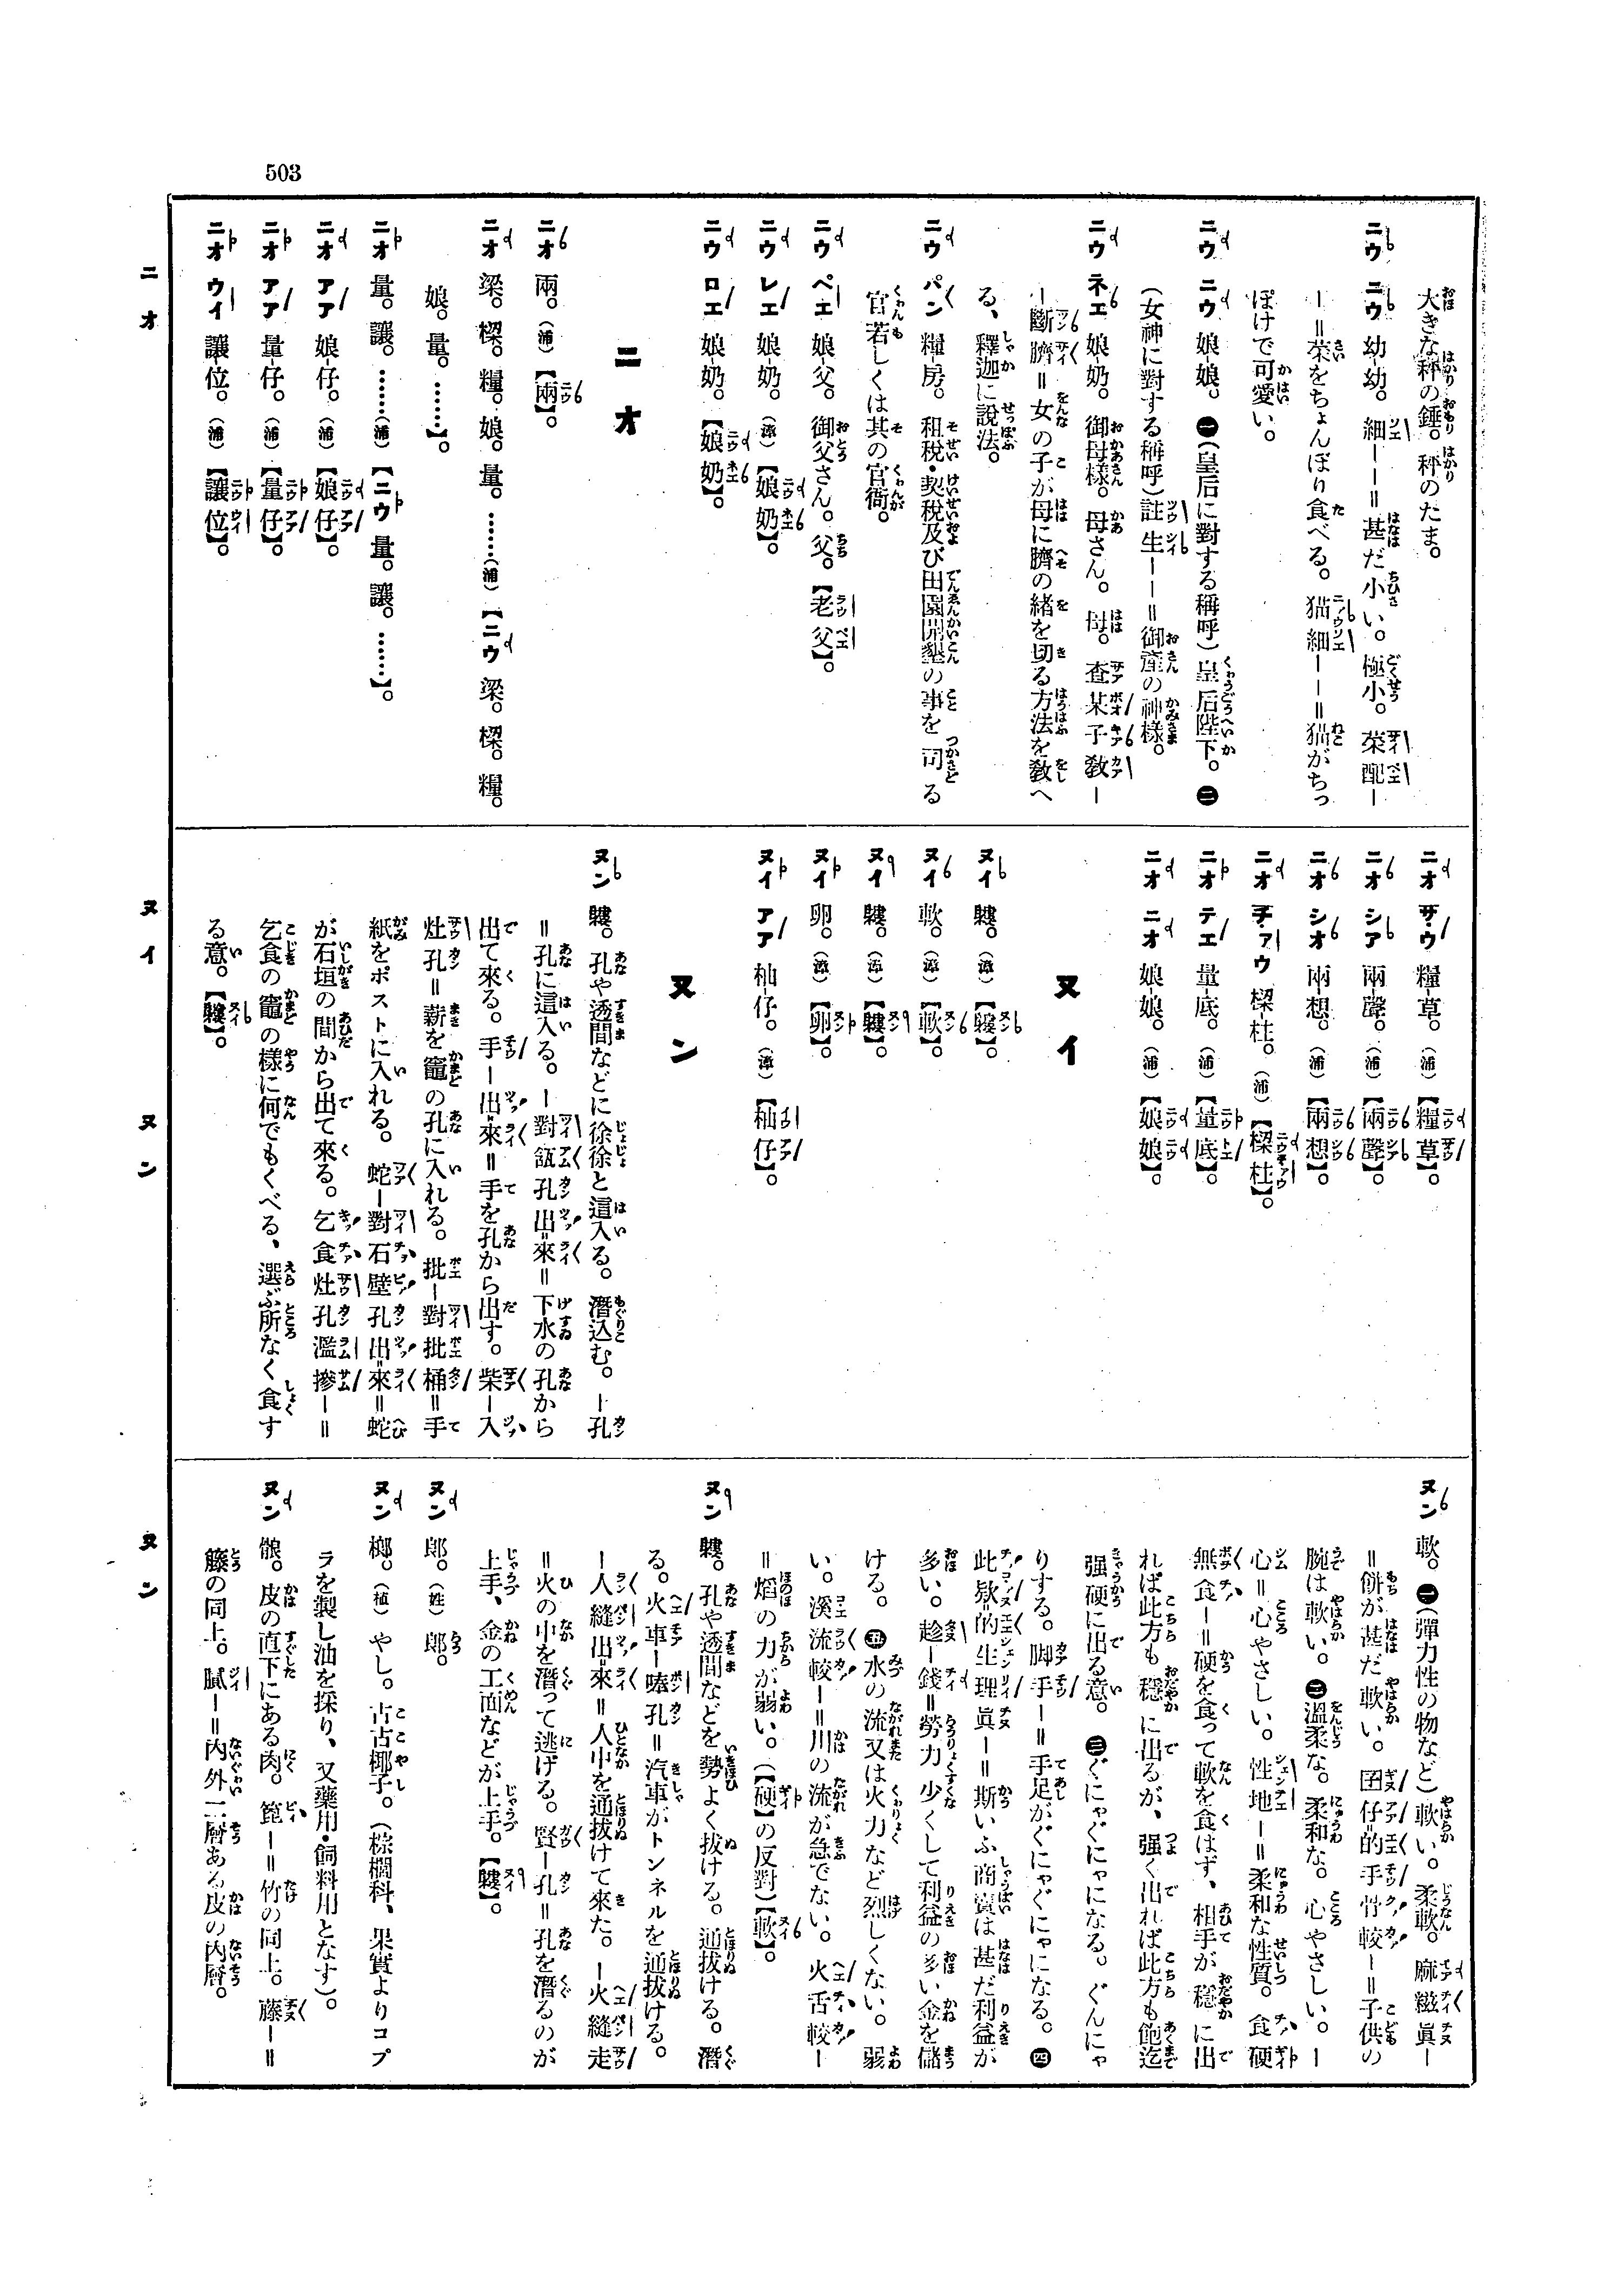 503
大きな秤の錘。秤のたま。
ニウ ニウ 幼-幼。細ーー＝甚だ小い。極小。菜配ー
ー＝菜をちょんぼり食べる。猫細ーー＝猫がちっ
ぽけで可愛い。
ニウ ニウ 娘-娘。㊀(皇后に對する稱呼)皇后陛下。㊁
(女神に對する稱呼)註生ーー＝御產の神樣。
ニウ ネエ 娘-奶。御母樣。母さん。母。查某子敎ー
ー斷臍＝女の子が母に臍の緖を切る方法を敎へ
る、釋迦に說法。
ニウ パン 糧-房。租稅・契稅及び田園開墾の事を司る
官若しくは其の官衙。
ニウ ペエ 娘-父。御父さん。父。【老父】。
ニウ レエ 娘-奶。(漳)【娘奶】。
ニウ ロエ 娘-奶。【娘奶】。
ニオ
ニオ 兩。(浦)【兩】。
ニオ 梁。樑。糧。娘。量。……(浦)【ニウ 梁。樑。糧。
娘。量。……】。
ニオ 量。讓。……(浦)【ニウ 量。讓。……】。
ニオ アア 娘-仔。(浦)【娘仔】。
ニオ アア 量-仔。(浦)【量仔】。
ニオ ウイ 讓-位。(浦)【讓位】。
ニオ サ・ウ 糧-草。(浦)【糧草】。
ニオ シア 兩-聲。(浦)【兩聲】。
ニオ シオ 兩-想。(浦)【兩想】。
ニオ チ・ァウ 樑-柱。(浦)【樑柱】。
ニオ テエ 量-底。(浦)【量底】。
ニオ ニオ 娘-娘。(浦)【娘娘】。
ヌイ
ヌイ 䩱。(漳)【䩱】。
ヌイ 軟。(漳)【軟】。
ヌイ 䩱。(漳)【䩱】。
ヌイ 卵。(漳)【卵】。
ヌイ アア 柚-仔。(漳)【柚仔】。
ヌン
ヌン 孔や透間などに徐徐と這入る。潛込む。ー孔
＝孔に這入る。ー對 孔出＝來＝下水の孔から
出て來る。手ー出＝來＝手を孔から出す。柴ー入
灶孔＝薪を竈の孔に入れる。批ー對批桶＝手
紙をポストに入れる。蛇ー對石壁孔出＝來＝蛇
が石垣の間から出て來る。乞食灶孔濫摻ー＝
乞食の竈の樣に何でもくべる、選ぶ所なく食す
る意。
ヌン 軟。㊀(彈力性の物など)軟い。柔軟。麻糍眞ー
＝餅が甚だ軟い。囝仔的手骨較ー＝子供の
腕は軟い。㊁溫柔な。柔和な。心やさしい。ー
心＝心やさしい。性地ー＝柔和な性質。食硬
無食ー＝硬を食って軟を食はず、相手が穩に出
れば此方も穩に出るが、强く出れば此方も飽迄
强硬に出る意。㊂ぐにゃぐにゃになる。ぐんにゃ
りする。脚手ー＝手足がぐにゃぐにゃになる。㊃
此欵-的生理眞ー＝斯いふ商賣は甚だ利益が
多い。趁ー錢＝勞力少くして利益の多い金を儲
ける。㊄水の流又は火力など烈しくない。弱
い。溪流較ー＝川の流が急でない。火舌較ー
＝焰の力が弱い。(【硬】の反對)【軟】。
ヌン 孔や透間などを勢よく拔ける。通拔ける。潛
る。火車ー磅孔＝汽車がトンネルを通拔ける。
ー人縫出＝來＝人中を通拔けて來た。ー火縫走
＝火の中を潛って逃げる。賢ー孔＝孔を潛るのが
上手、金の工面などが上手。
ヌン 郞。(姓)郞。
ヌン 榔。(植)やし。古古椰子。(棕櫚科、果實よりコプ
ラを製し油を採り、又藥用・飼料用となす)。
ヌン 皮の直下にある肉。篦ー＝竹の同上。藤ー＝
籐の同上。膩ー＝內外二層ある皮の內層。
ニオ
ヌイ
ヌン
ヌン